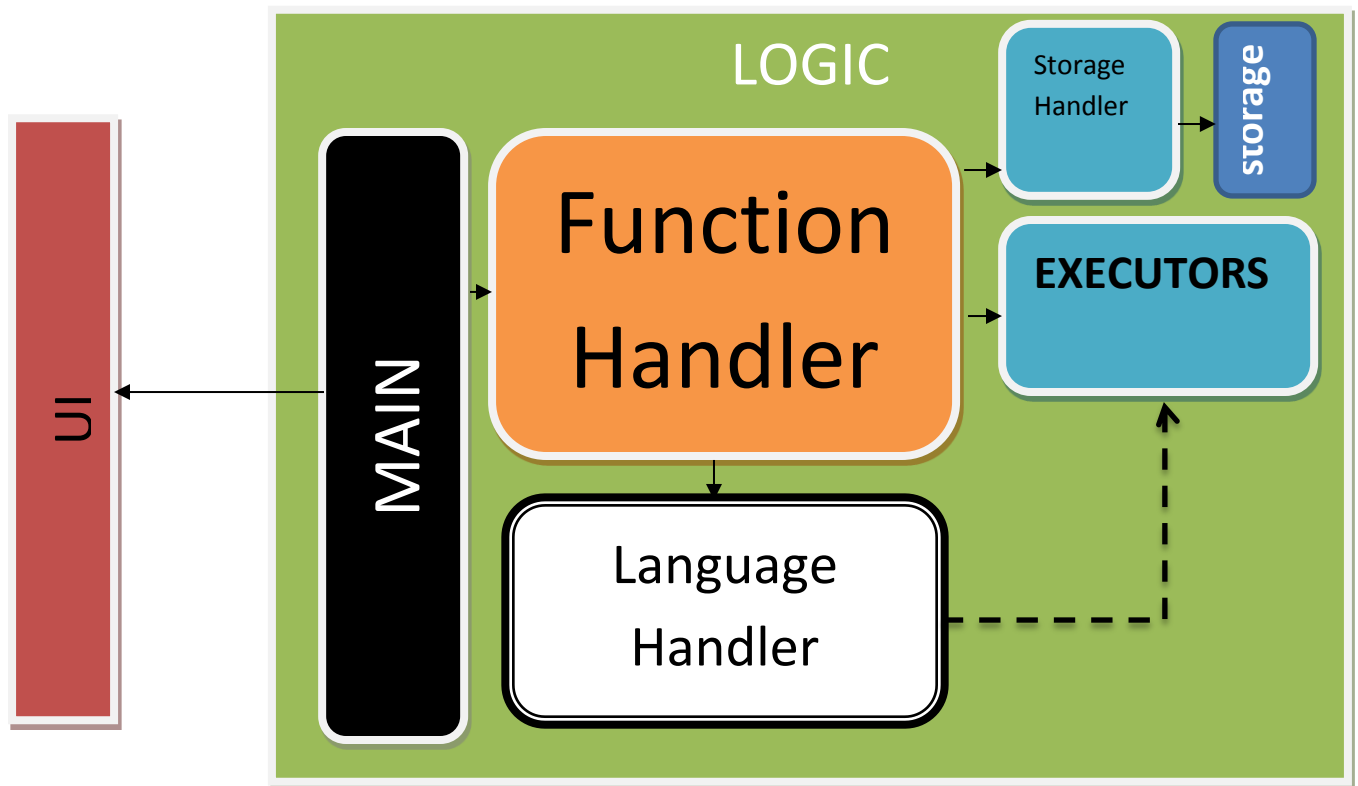 LOGIC
Storage
Handler
storage
UI
MAIN
Function
Handler
EXECUTORS
Language
Handler